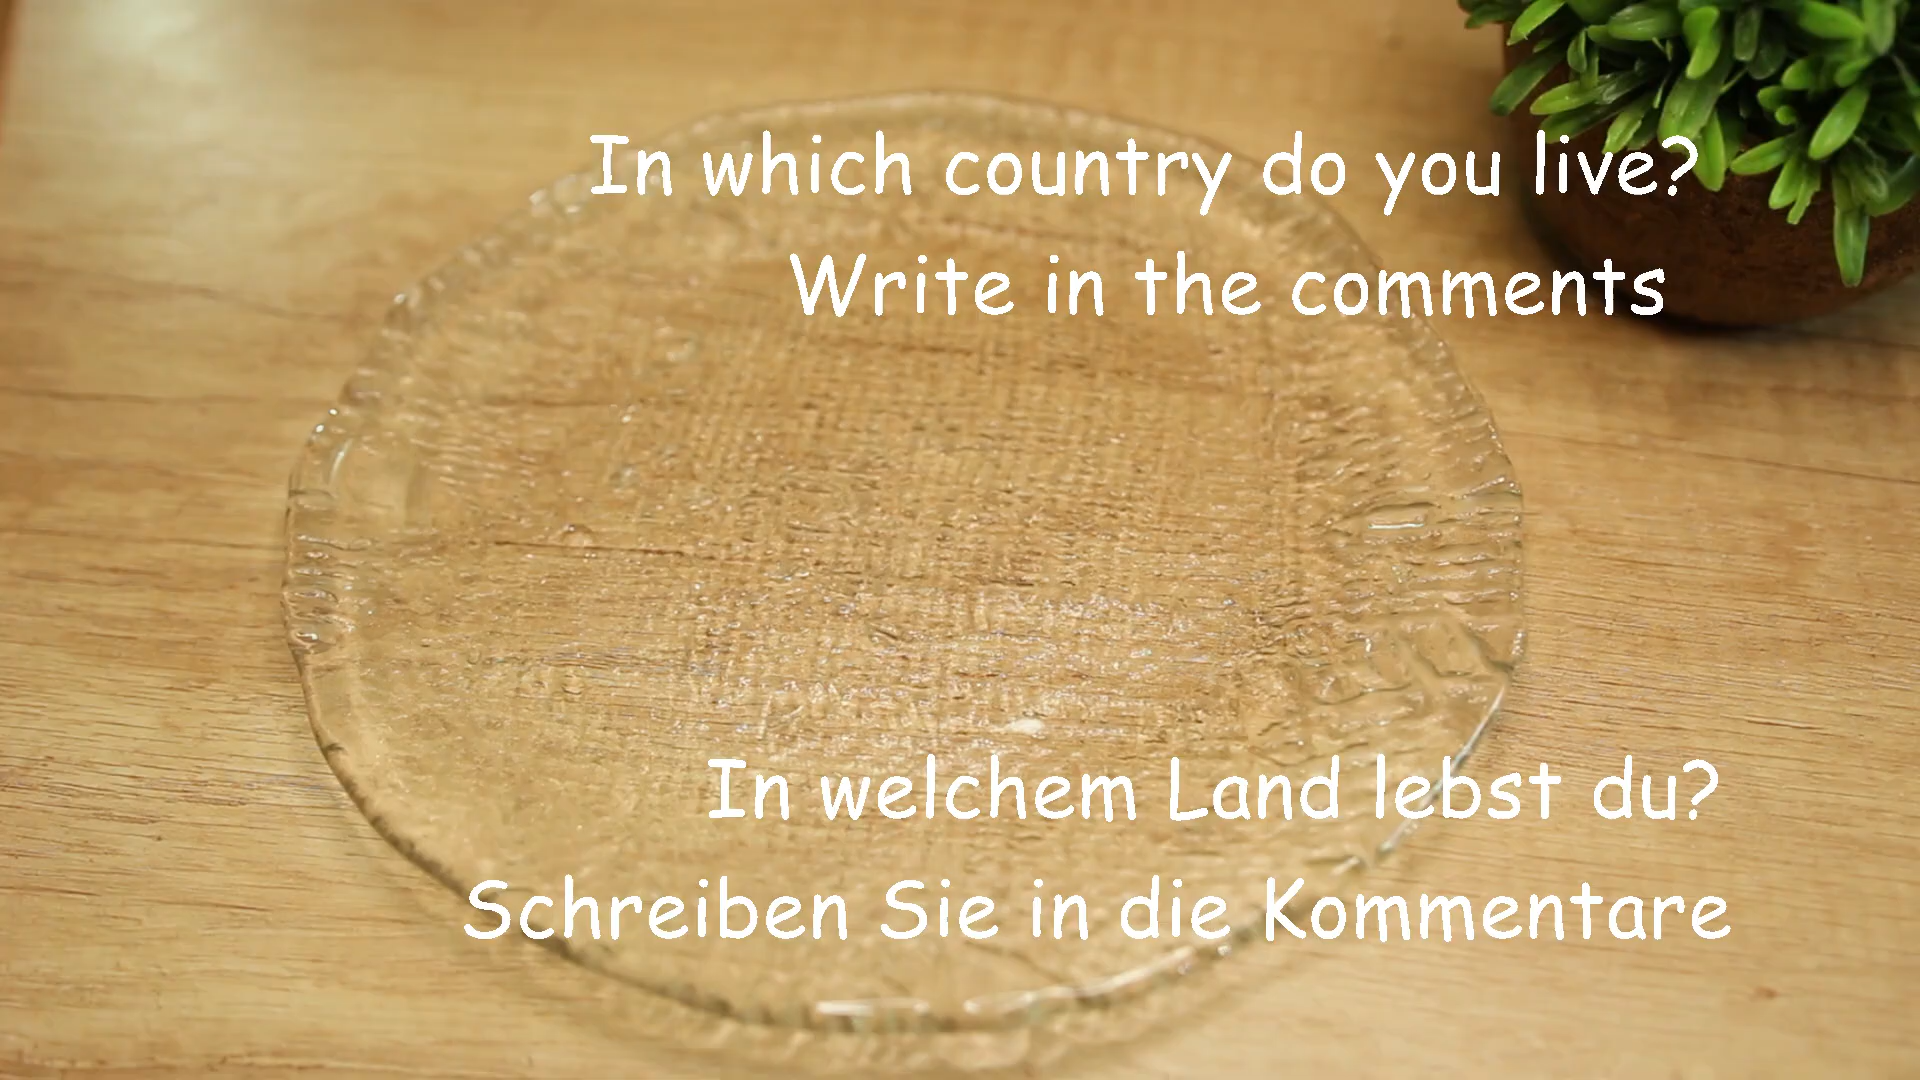 In which country do you live?
Write in the comments
In welchem Land lebst du?
Schreiben Sie in die Kommentare